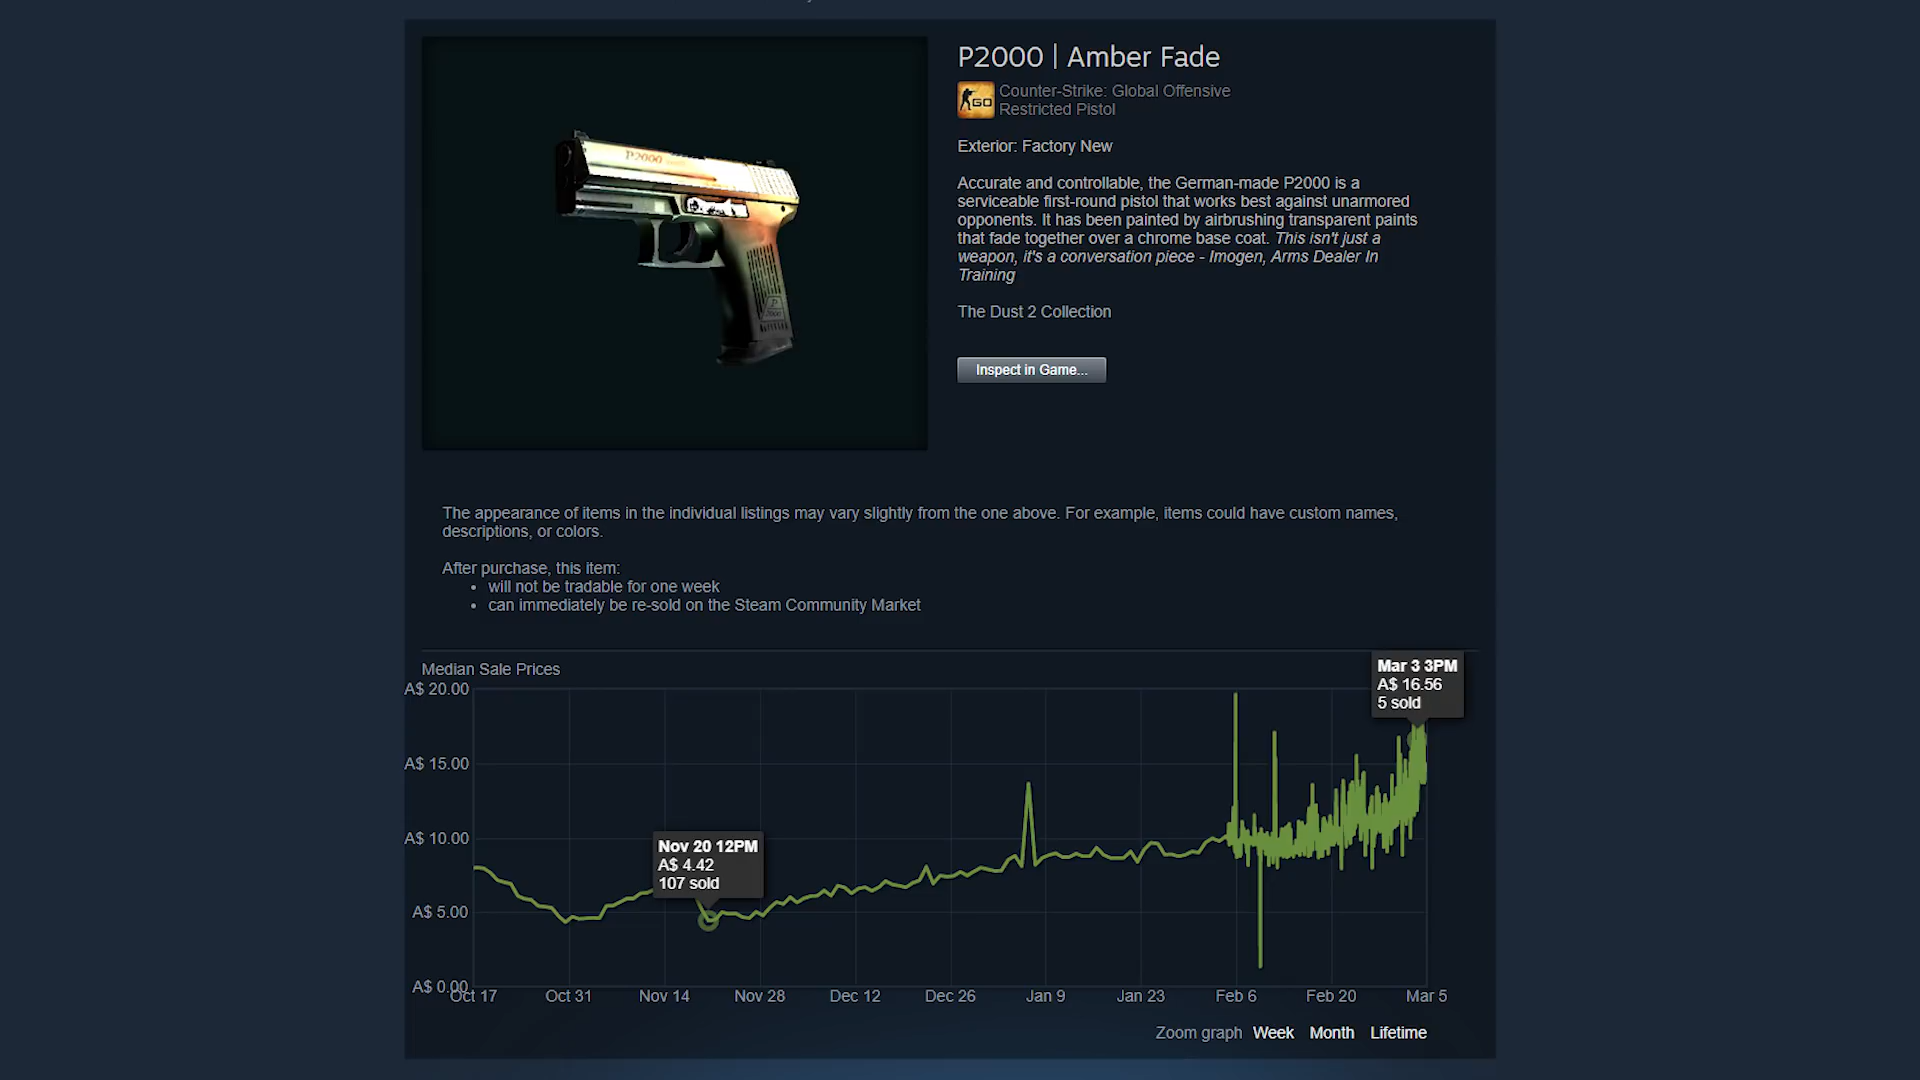 P2000 | Amber Fade
Counter-Strike: Global Offensive
Restricted Pistol
GO
Exterior: Factory New
P2000
Accurate and controllable, the German-made P2000 is a
serviceable first-round pistol that works best against unarmored
opponents. It has been painted by airbrushing transparent paints
that fade together over a chrome base coat. This isn't just a
weapon, it's a conversation piece - Imogen, Arms Dealer In
Training
The Dust 2 Collection
Inspect in Game...
The appearance of items in the individual listings may vary slightly from the one above. For example, items could have custom names,
descriptions, or colors.
After purchase, this item:
• will not be tradable for one week
• can immediately be re-sold on the Steam Community Market
Median Sale Prices
Mar 3 3PM
A$ 16.56
5 sold
A$ 20.00
A$ 15.00
A$ 10.00
Nov 20 12PM
A$ 4.42
107 sold
A$ 5.00
A$ 0.00
Oct 17 Oct 31 Nov 14 Nov 28 Dec 12 Dec 26 Jan 9 Jan 23 Feb 6 Feb 20 Mar 5
Zoom graph Week Month Lifetime